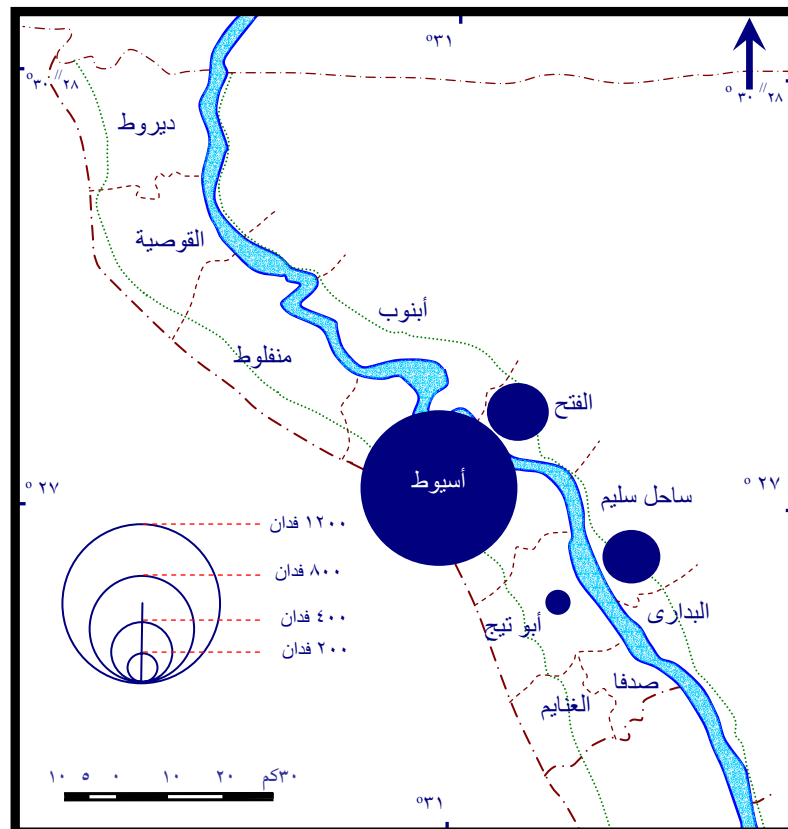 °٣١
°٣٠ //٢٨
°٣٠ //٢٨
ديروط
القوصية
أبنوب
منفلوط
الفتح
أسيوط
°٢٧
°٢٧
ساحل سليم
١٢٠٠ فدان
٨٠٠ فدان
٤٠٠ فدان
٢٠٠ فدان
البدارى
أبو تيج
صدفا
الغنايم
١٠ ٥ ٠ ١٠ ٢٠ ٣٠كم
°٣١